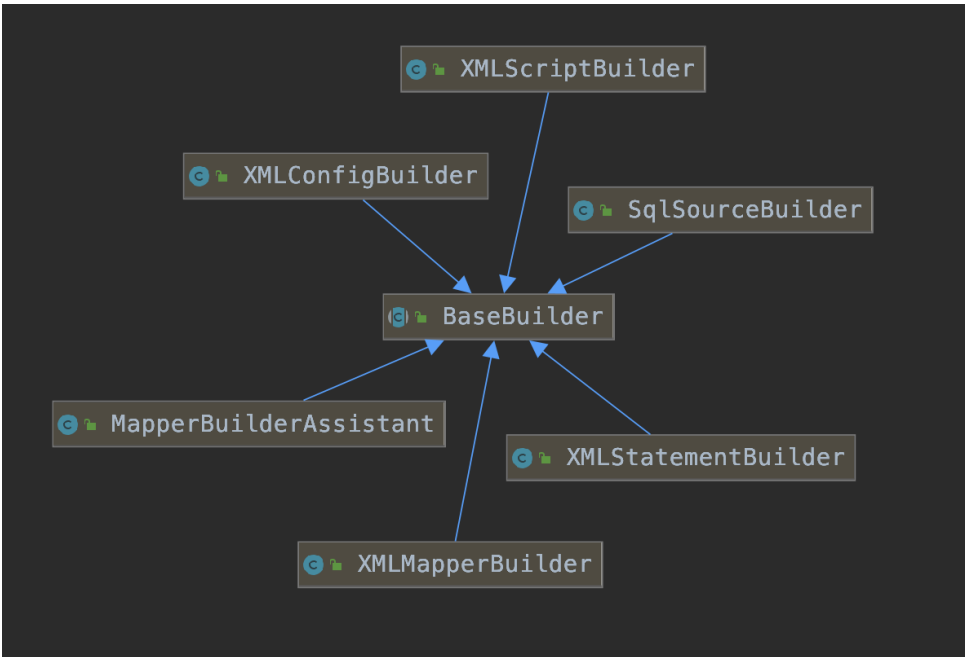 XMLScriptBuilder
XMLConfigBuilder
SqlSourceBuilder
BaseBuilder
MapperBuilderAssistant
XMLStatementBuilder
XMLMapperBuilder